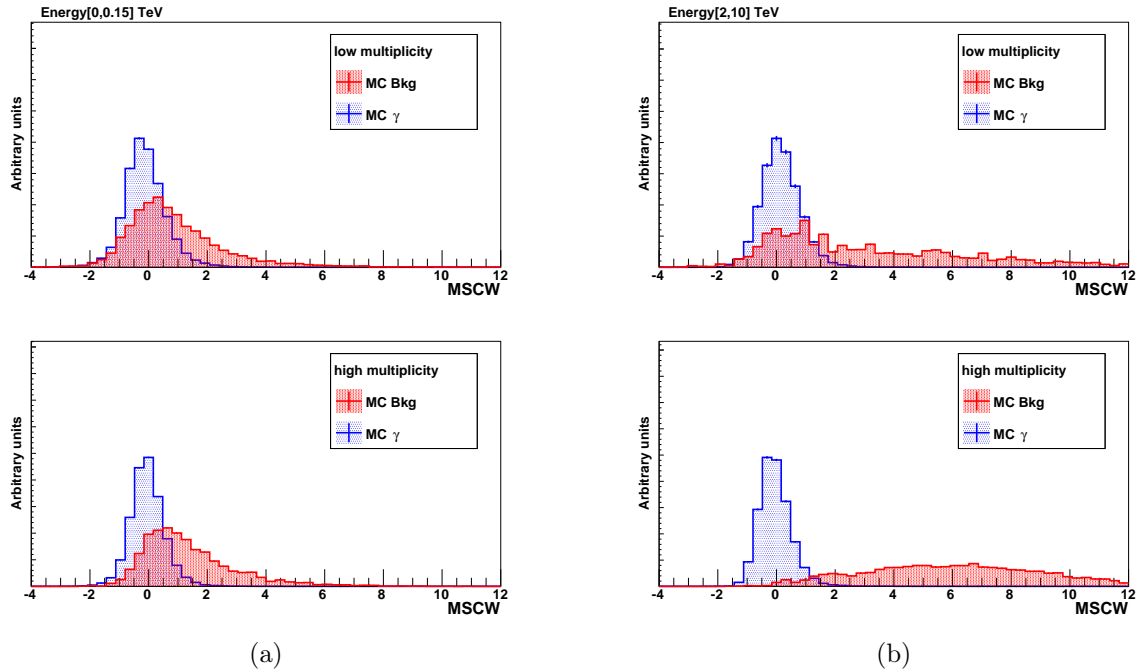 Energy[0,0.15] TeV
Arbitrary units
low multiplicity
MC Bkg
MC γ
-4 -2 0 2 4 6 8 10 12
MSCW
Energy[2,10] TeV
Arbitrary units
low multiplicity
MC Bkg
MC γ
-4 -2 0 2 4 6 8 10 12
MSCW
Arbitrary units
high multiplicity
MC Bkg
MC γ
-4 -2 0 2 4 6 8 10 12
MSCW
Arbitrary units
high multiplicity
MC Bkg
MC γ
-4 -2 0 2 4 6 8 10 12
MSCW
(a)
(b)